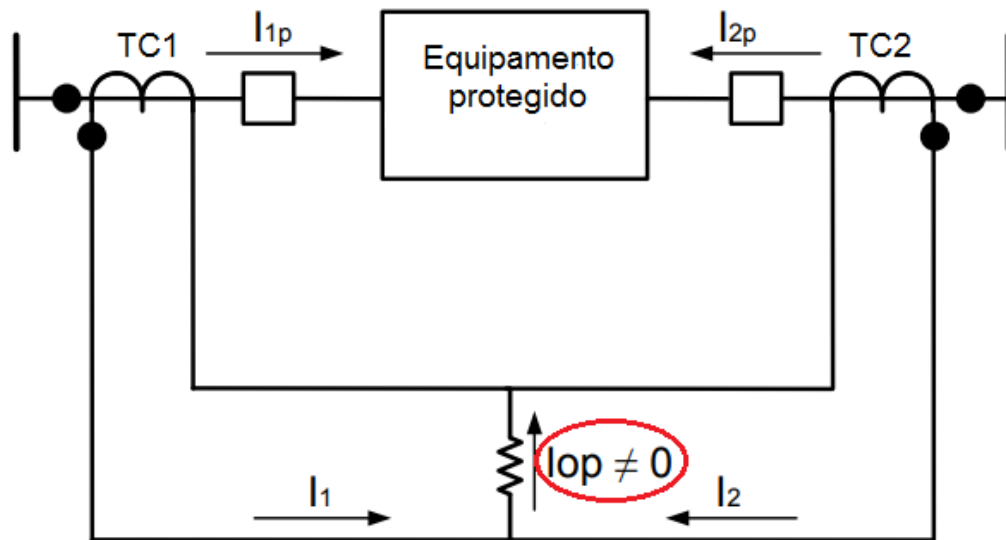 I1p
I2p
TC1
TC2
Equipamento
protegido
Iop ≠ 0
I1
I2